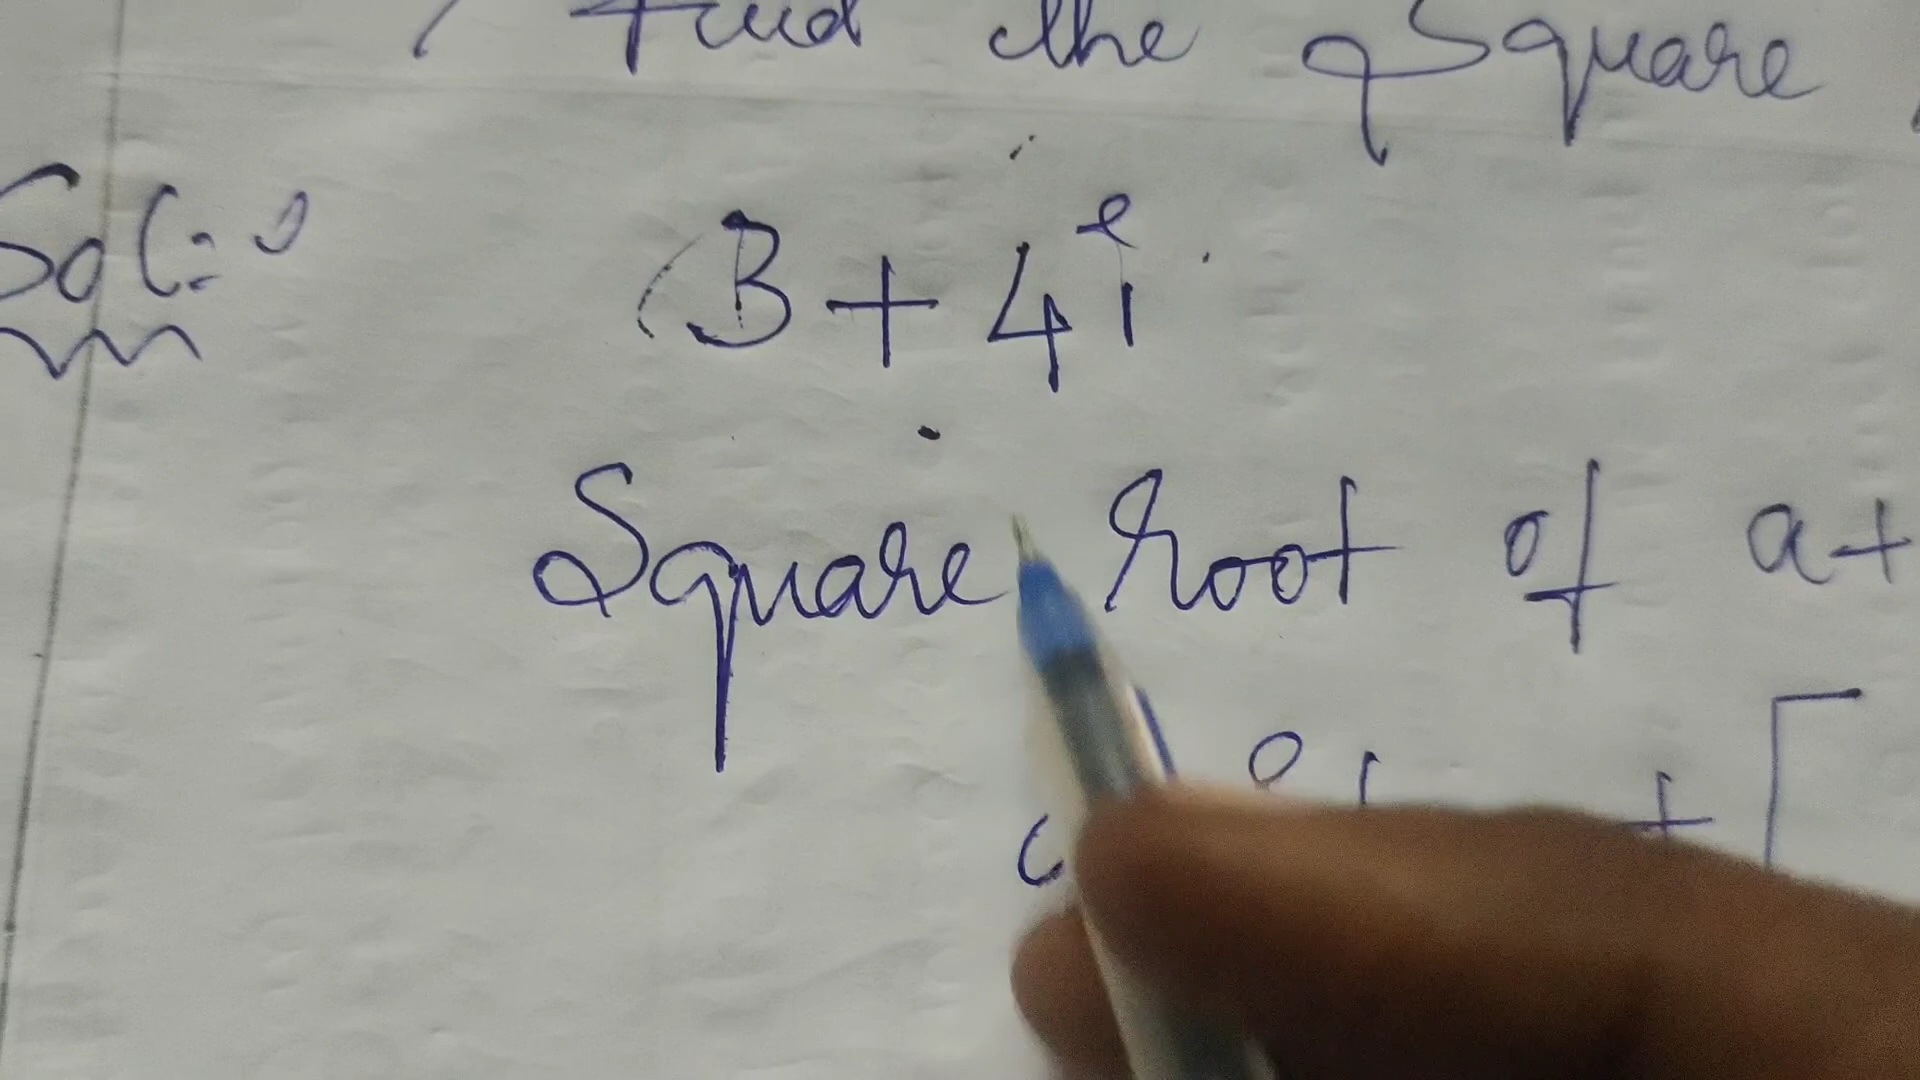 find the Square
Sol:-
3 + 4i
Square root of a+
+